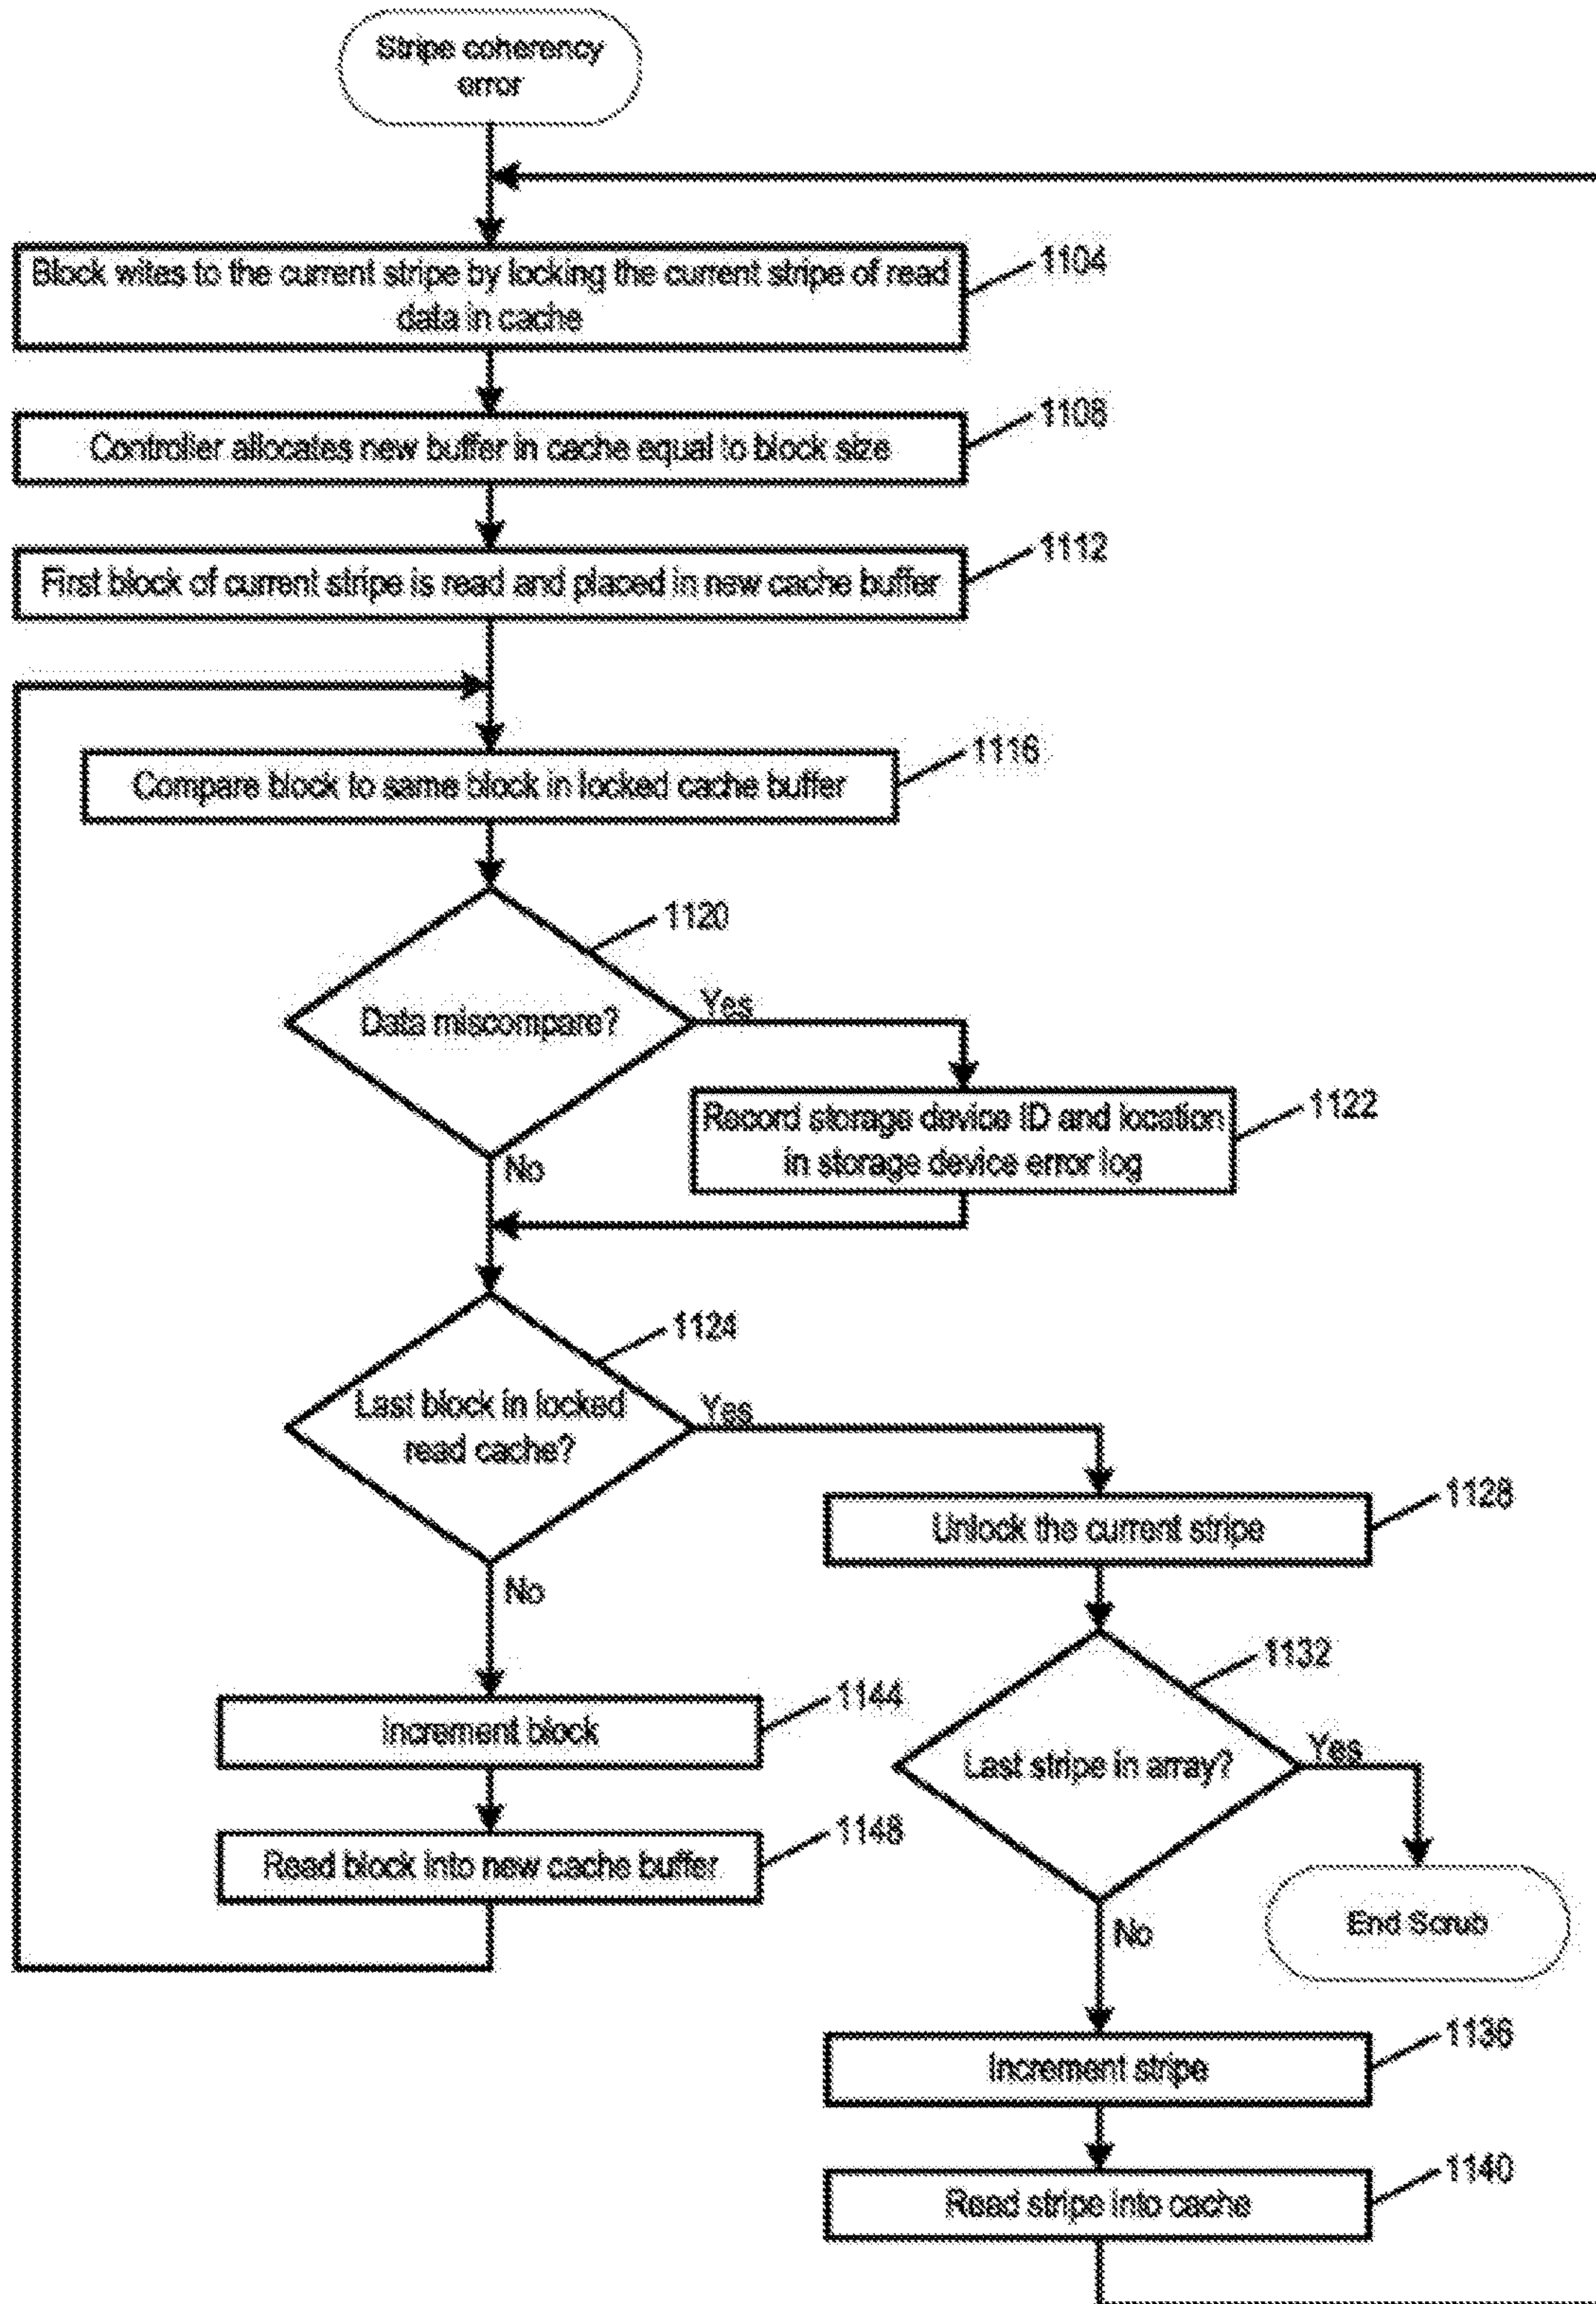 Stripe coherency
error
Block wites to the current stripe by locking the current stripe of read
data in cache
1104
Controller allocates new buffer in cache equal to block size
1108
First block of current stripe is read and placed in new cache buffer
1112
Compare block to same block in locked cache buffer
1116
1120
Data miscompare?
Yes
Record storage device ID and location
in storage device error log
1122
No
1124
Last block in locked
read cache?
Yes
Unlock the current stripe
1128
No
1132
Increment block
1144
Last stripe in array?
Yes
Read block into new cache buffer
1148
End Scrub
No
Increment stripe
1136
Read stripe into cache
1140